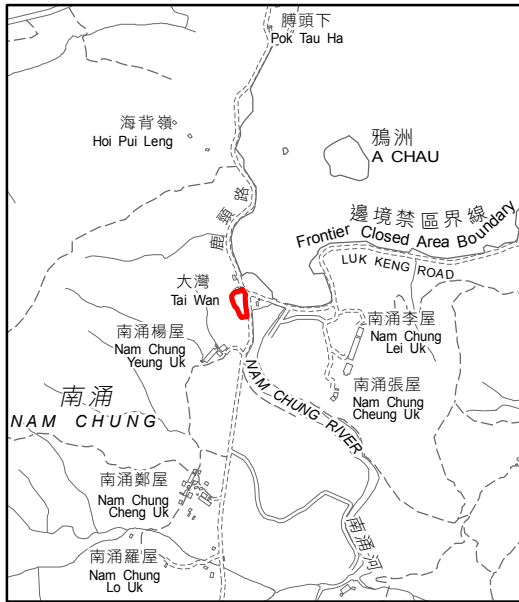 膊頭下
Pok Tau Ha
海背嶺
Hoi Pui Leng
鴉洲
A CHAU
鹿頸路
邊境禁區界線
Frontier Closed Area Boundary
LUK KENG ROAD
大灣
Tai Wan
南涌楊屋
Nam Chung
Yeung Uk
南涌李屋
Nam Chung
Lei Uk
南涌張屋
Nam Chung
Cheung Uk
NAM CHUNG RIVER
南涌
NAM CHUNG
南涌鄭屋
Nam Chung
Cheng Uk
南涌河
南涌羅屋
Nam Chung
Lo Uk